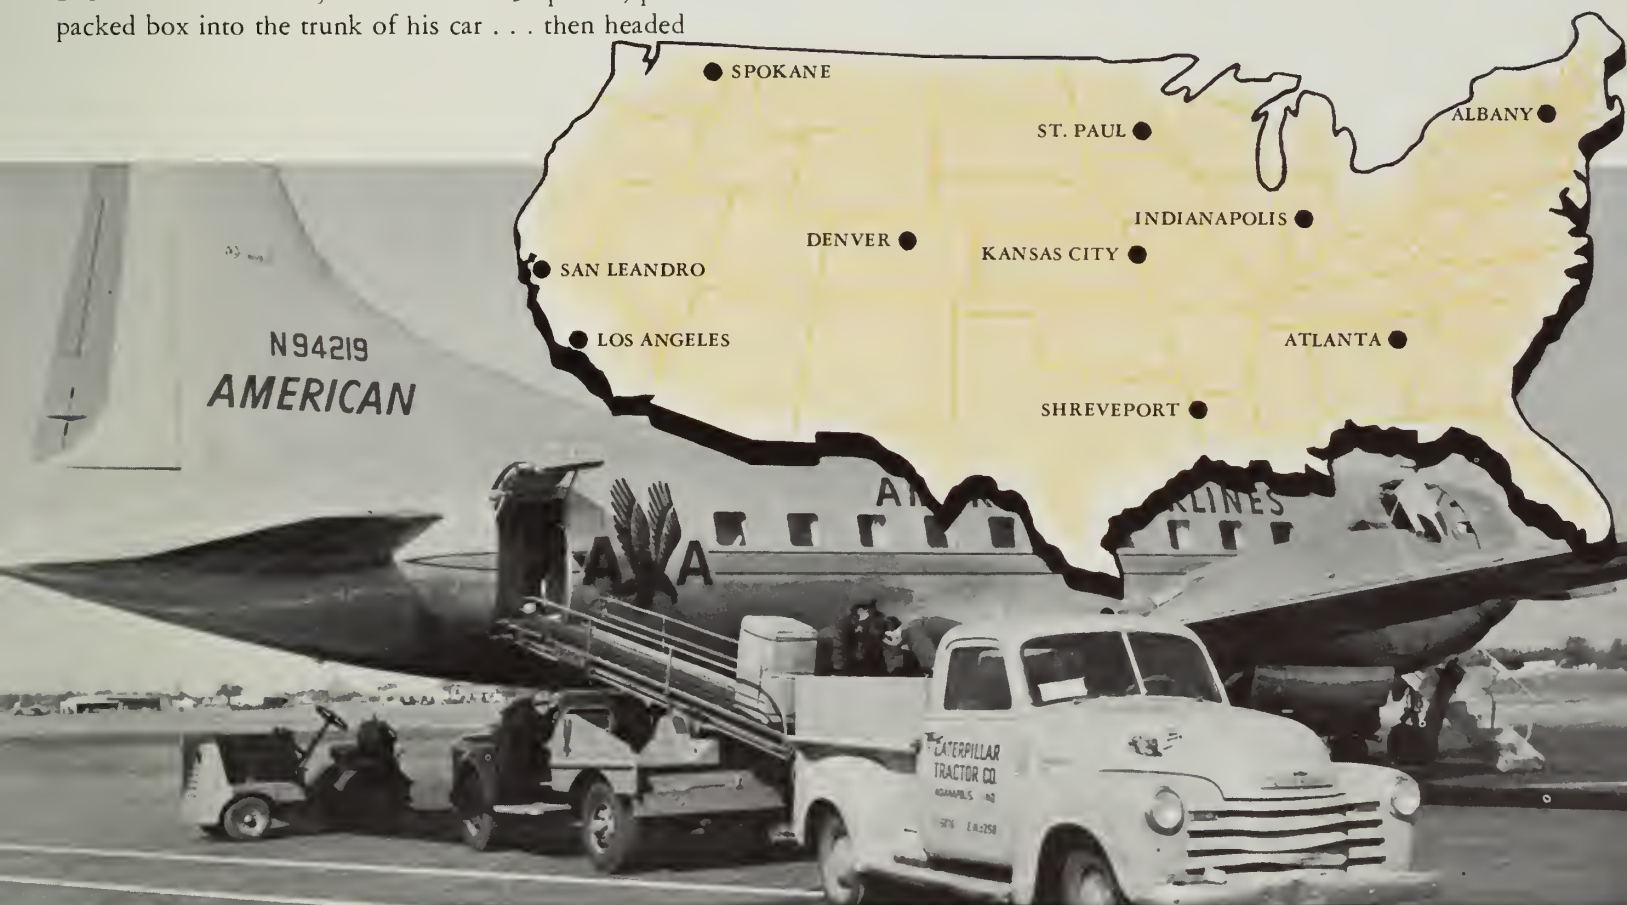 packed box into the trunk of his car . . . then headed
SPOKANE
ST. PAUL
ALBANY
INDIANAPOLIS
DENVER
KANSAS CITY
SAN LEANDRO
LOS ANGELES
ATLANTA
SHREVEPORT
N94219
AMERICAN
A A
CATERPILLAR
TRACTOR CO.